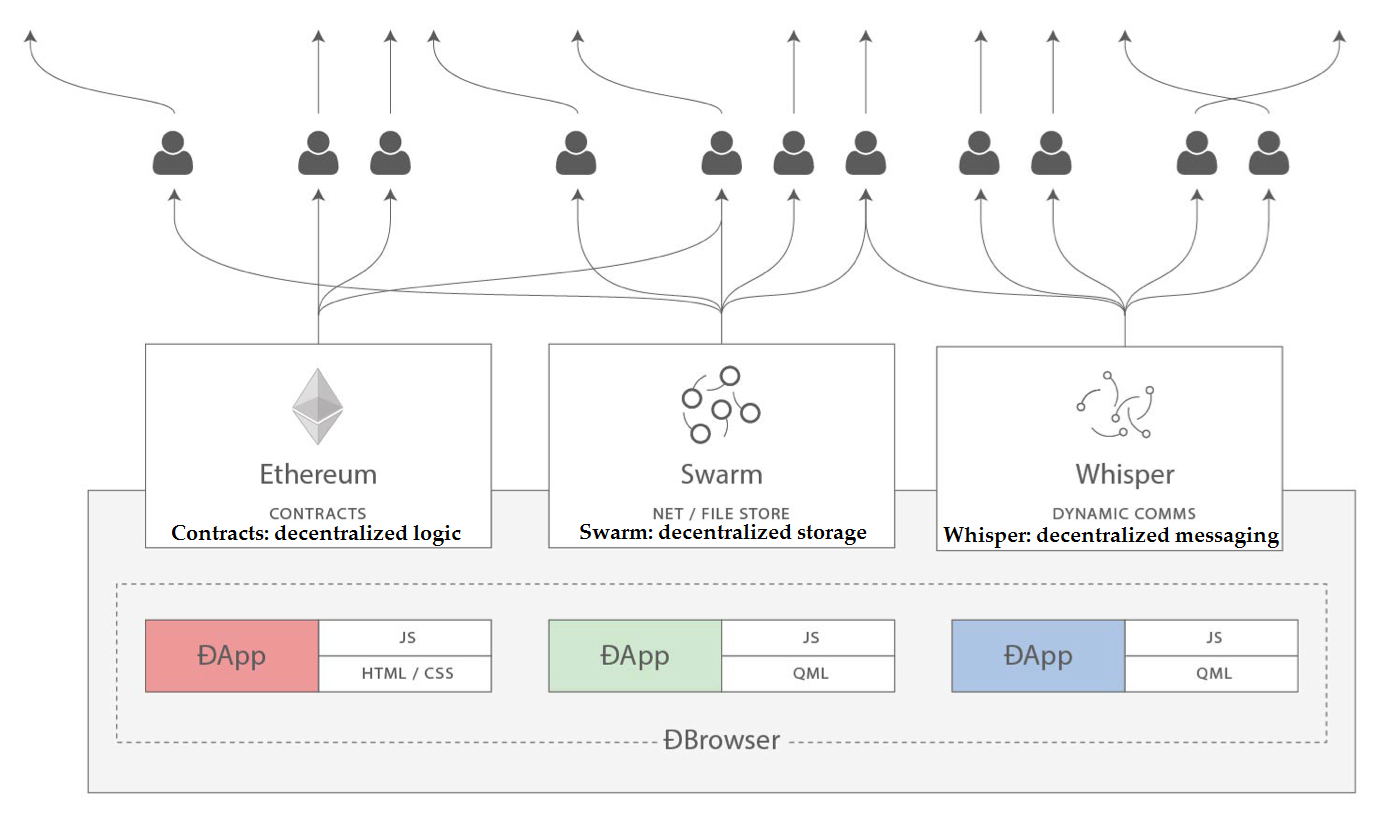 Ethereum
CONTRACTS
Contracts: decentralized logic
Swarm
NET / FILE STORE
Swarm: decentralized storage
Whisper
DYNAMIC COMMS
Whisper: decentralized messaging
ĐApp
JS
HTML / CSS
ĐApp
JS
QML
ĐApp
JS
QML
ĐBrowser